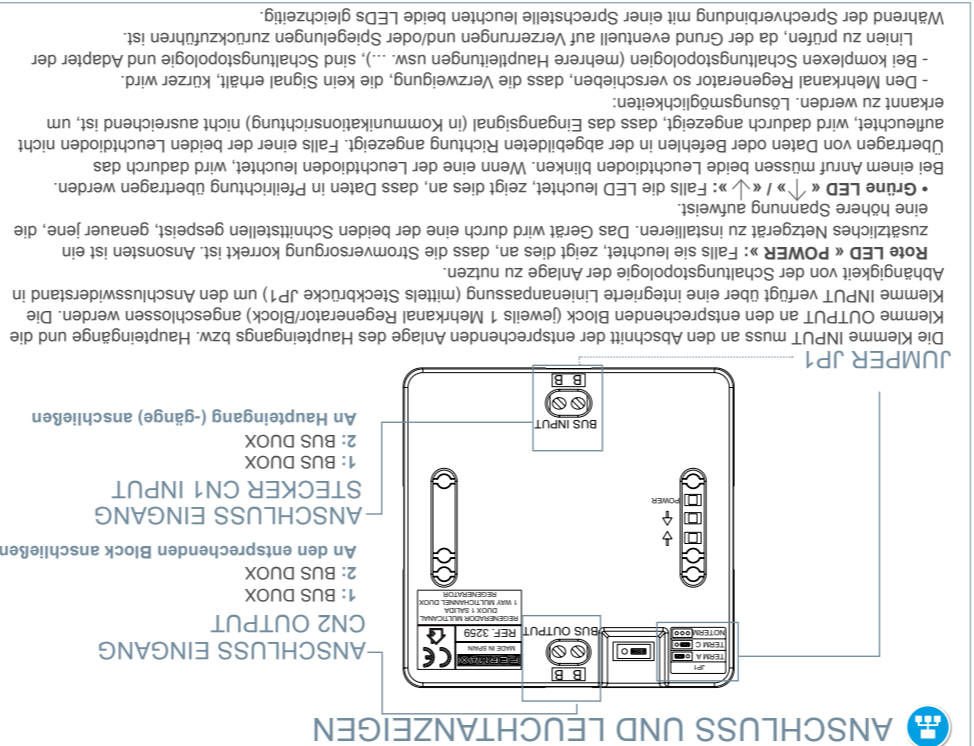 ANSCHLUSS UND LEUCHTANZEIGEN
JP1
TERM A
TERM C
NOTERM
B B
BUS OUTPUT
FERMAX
MADE IN SPAIN
REF. 3259
CE
REGENERADOR MULTICANAL
DUOX 1 SALIDA
1 WAY MULTICHANNEL DUOX
REGENERATOR
POWER
BUS INPUT
B B
ANSCHLUSS EINGANG
CN2 OUTPUT
1: BUS DUOX
2: BUS DUOX
An den entsprechenden Block anschließen
ANSCHLUSS EINGANG
STECKER CN1 INPUT
1: BUS DUOX
2: BUS DUOX
An Haupteingang (-gänge) anschließen
JUMPER JP1
Die Klemme INPUT muss an den Abschnitt der entsprechenden Anlage des Haupteingangs bzw. Haupteingänge und die
Klemme OUTPUT an den entsprechenden Block (jeweils 1 Mehrkanal Regenerator/Block) angeschlossen werden. Die
Klemme INPUT verfügt über eine integrierte Linienanpassung (mittels Steckbrücke JP1) um den Anschlusswiderstand in
Abhängigkeit von der Schaltungstopologie der Anlage zu nutzen.
Rote LED « POWER »: Falls sie leuchtet, zeigt dies an, dass die Stromversorgung korrekt ist. Ansonsten ist ein
zusätzliches Netzgerät zu installieren. Das Gerät wird durch eine der beiden Schnittstellen gespeist, genauer jene, die
eine höhere Spannung aufweist.
• Grüne LED « ↑ » / « ↓ »: Falls die LED leuchtet, zeigt dies an, dass Daten in Pfeilrichtung übertragen werden.
Bei einem Anruf müssen beide Leuchtdioden blinken. Wenn eine der Leuchtdioden leuchtet, wird dadurch das
Übertragen von Daten oder Befehlen in der abgebildeten Richtung angezeigt. Falls einer der beiden Leuchtdioden nicht
aufleuchtet, wird dadurch angezeigt, dass das Eingangsignal (in Kommunikationsrichtung) nicht ausreichend ist, um
erkannt zu werden. Lösungsmöglichkeiten:
- Den Mehrkanal Regenerator so verschieben, dass die Verzweigung, die kein Signal erhält, kürzer wird.
- Bei komplexen Schaltungstopologien (mehrere Hauptleitungen usw. ...), sind Schaltungstopologie und Adapter der
Linien zu prüfen, da der Grund eventuell auf Verzerrungen und/oder Spiegelungen zurückzuführen ist.
Während der Sprechverbindung mit einer Sprechstelle leuchten beide LEDs gleichzeitig.